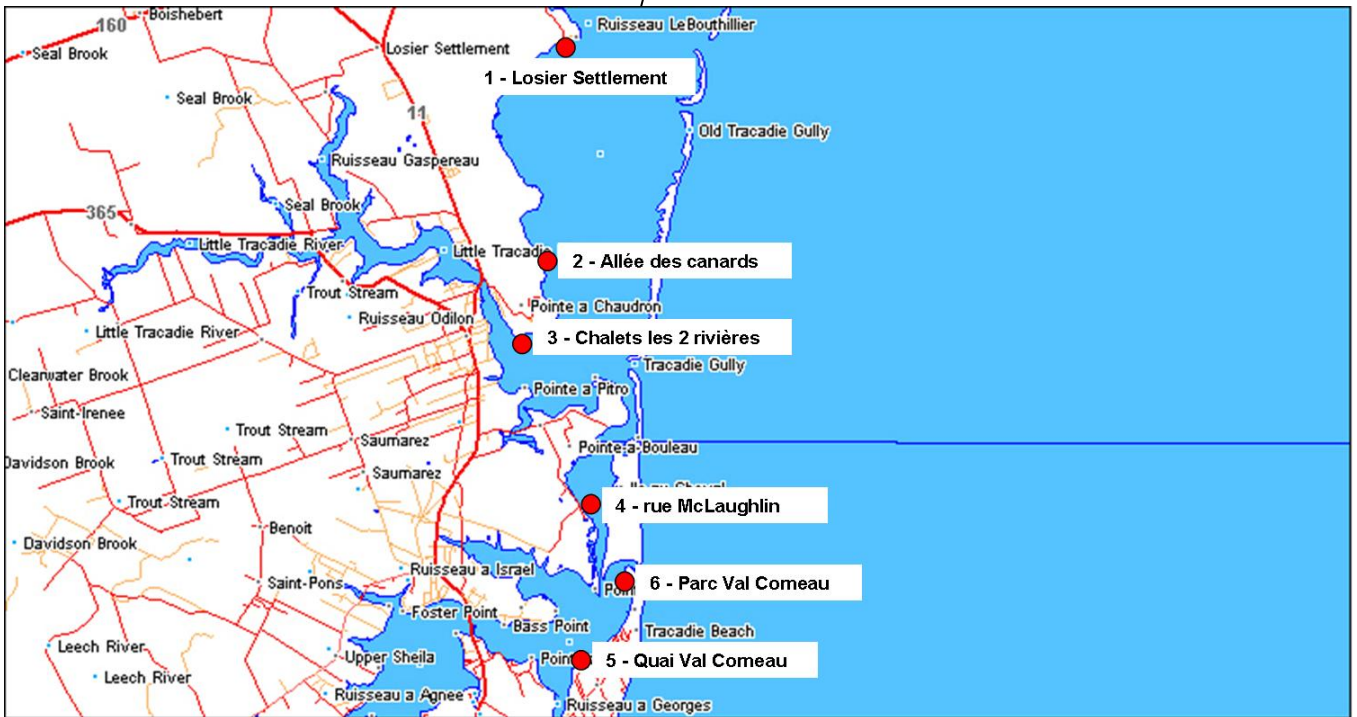 Boishebert
160
Ruisseau LeBouthillier
Seal Brook
Losier Settlement
1 - Losier Settlement
Seal Brook
11
Old Tracadie Gully
Ruisseau Gaspereau
Seal Brook
365
Little Tracadie River
Little Tracadie
2 - Allée des canards
Trout Stream
Pointe a Chaudron
Ruisseau Odilon
Little Tracadie River
3 - Chalets les 2 rivières
Tracadie Gully
Clearwater Brook
Pointe a Pitro
Saint-Irenee
Trout Stream
Saumarez
Pointe-a-Bouleau
Davidson Brook
Trout Stream
Saumarez
Trout Stream
4 - rue McLaughlin
Benoit
Davidson Brook
Ruisseau a Israel
Saint-Pons
6 - Parc Val Comeau
Foster Point
Bass Point
Tracadie Beach
Leech River
Upper Sheila
5 - Quai Val Comeau
Leech River
Ruisseau a Agnee
Ruisseau a Georges